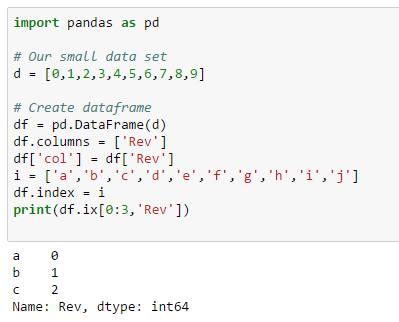 import pandas as pd
# Our small data set
d = [0,1,2,3,4,5,6,7,8,9]
# Create dataframe
df = pd.DataFrame(d)
df.columns = ['Rev']
df['col'] = df['Rev']
i = ['a','b','c','d','e','f','g','h','i','j']
df.index = i
print(df.ix[0:3,'Rev'])
a    0
b    1
c    2
Name: Rev, dtype: int64